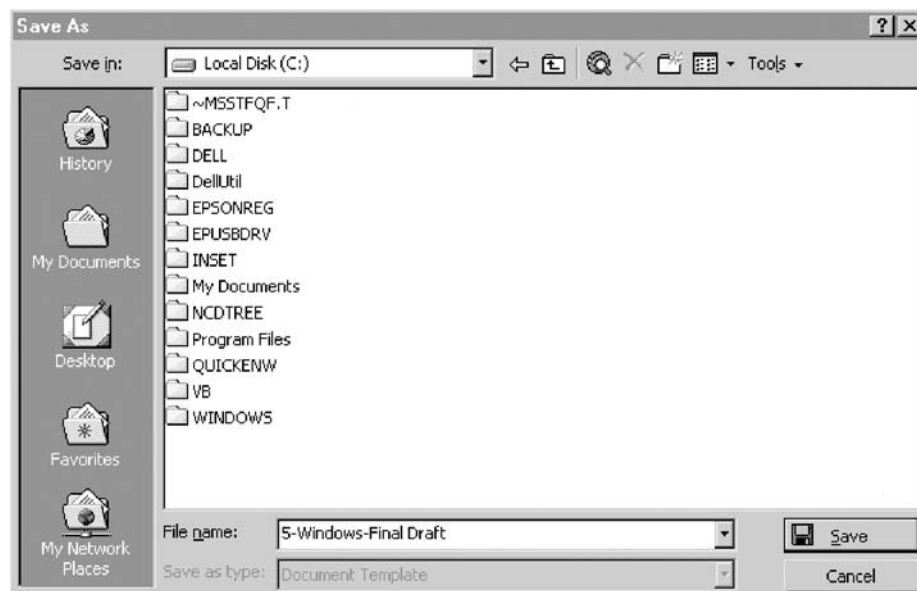 Save As
Save in:
Local Disk (C:)
Tools
History
My Documents
Desktop
Favorites
My Network
Places
~MSSTFQF.T
BACKUP
DELL
DellUtil
EPSONREG
EPUSBDRV
INSET
My Documents
NCDTREE
Program Files
QUICKENW
VB
WINDOWS
File name:
5-Windows-Final Draft
Save
Save as type:
Document Template
Cancel